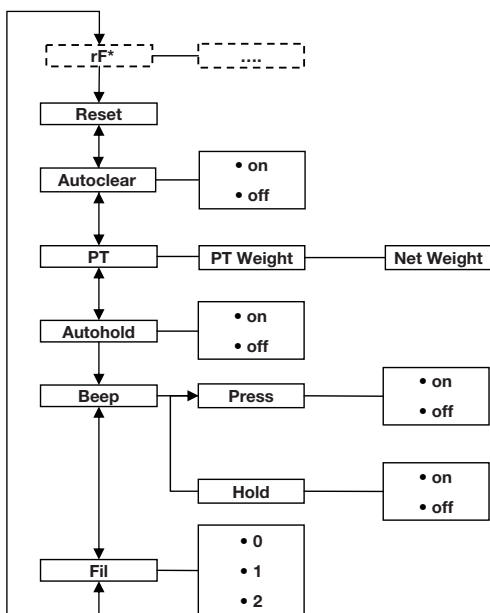 rF* ....
Reset
• on
Autoclear
• off
PT PT Weight Net Weight
• on
Autohold
• off
Beep Press
• on
• off
Hold
• on
• off
• 0
Fil • 1
• 2